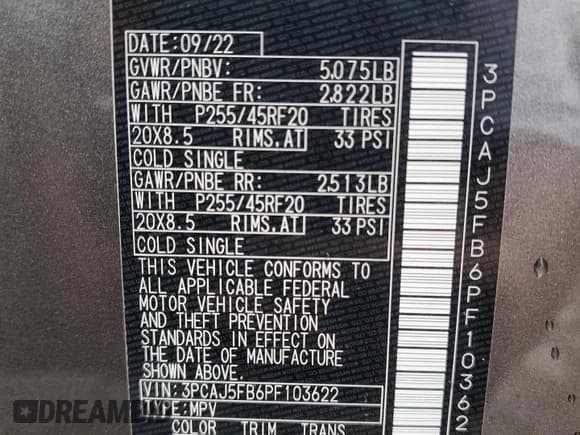 DATE:09/22
GVWR/PNBV: 5,075LB
GAWR/PNBE FR: 2,822LB
WITH P255/45RF20 TIRES
20X8.5 RIMS.AT 33 PSI
COLD SINGLE
GAWR/PNBE RR: 2,513LB
WITH P255/45RF20 TIRES
20X8.5 RIMS.AT 33 PSI
COLD SINGLE
THIS VEHICLE CONFORMS TO
ALL APPLICABLE FEDERAL
MOTOR VEHICLE SAFETY
AND THEFT PREVENTION
STANDARDS IN EFFECT ON
THE DATE OF MANUFACTURE
SHOWN ABOVE.
VIN:3PCAJ5FB6PF103622
TYPE:MPV
COLOR TRIM TRANS
3PCAJ5FB6PF10362